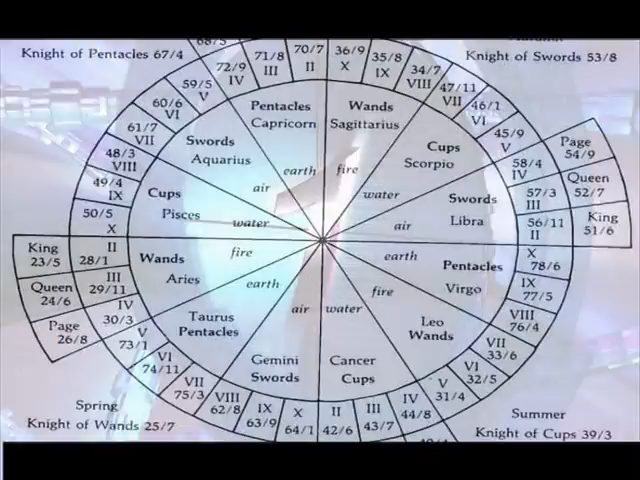 Knight of Pentacles 67/4
Knight of Swords 53/8
72/9
IV
71/8
III
70/7
II
36/9
X
35/8
IX
34/7
VIII
47/11
VII
46/1
VI
45/9
V
59/5
V
60/6
VI
61/7
VII
48/3
VIII
49/4
IX
50/5
X
58/4
IV
57/3
III
56/11
II
Page
54/9
Queen
52/7
King
51/6
Pentacles
Capricorn
earth
Wands
Sagittarius
fire
Swords
Aquarius
air
Cups
Scorpio
water
Cups
Pisces
water
Swords
Libra
air
Wands
Aries
fire
Pentacles
Virgo
earth
Taurus
Pentacles
earth
Leo
Wands
fire
Gemini
Swords
air
Cancer
Cups
water
King
23/5
Queen
24/6
Page
26/8
II
28/1
III
29/11
IV
30/3
V
73/1
VI
74/11
VII
75/3
VIII
62/8
IX
63/9
X
64/1
II
42/6
III
43/7
IV
44/8
V
31/4
VI
32/5
VII
33/6
VIII
76/4
IX
77/5
X
78/6
Spring
Knight of Wands 25/7
Summer
Knight of Cups 39/3